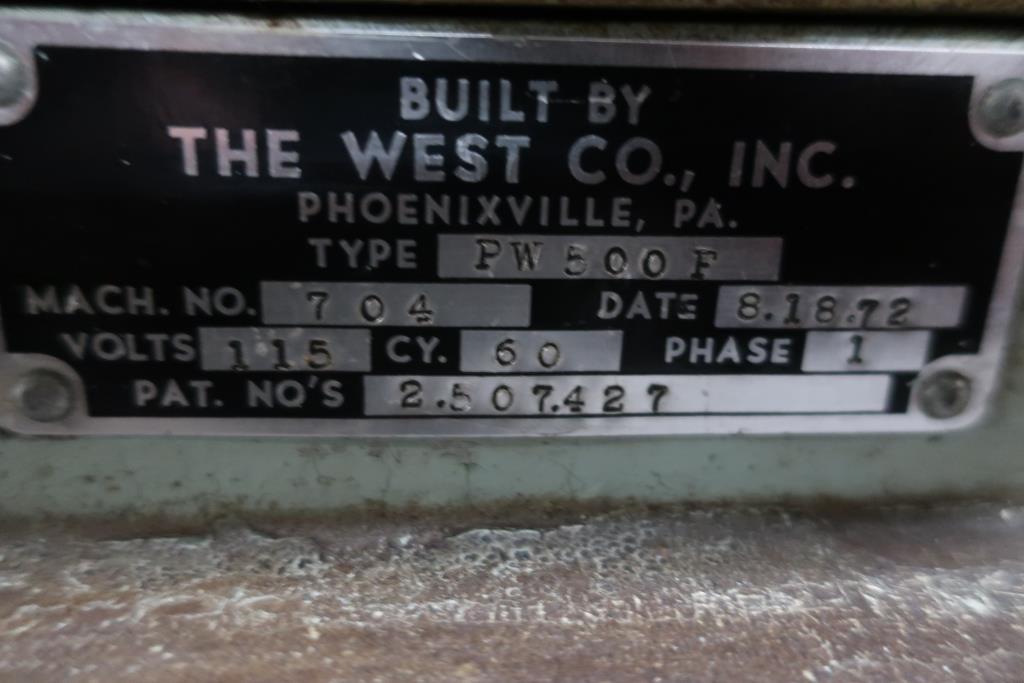 BUILT BY
THE WEST CO., INC.
PHOENIXVILLE, PA.
TYPE PW 500F
MACH. NO. 704 DATE 8.18.72
VOLTS 115 CY. 60 PHASE 1
PAT. NO'S 2.507.427